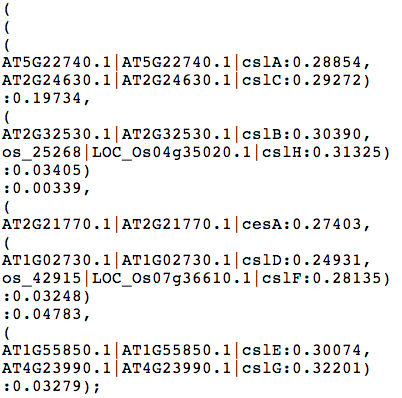 (
(
(
AT5G22740.1|AT5G22740.1|cslA:0.28854,
AT2G24630.1|AT2G24630.1|cslC:0.29272)
:0.19734,
(
AT2G32530.1|AT2G32530.1|cslB:0.30390,
os_25268|LOC_Os04g35020.1|cslH:0.31325)
:0.03405)
:0.00339,
(
AT2G21770.1|AT2G21770.1|cesA:0.27403,
(
AT1G02730.1|AT1G02730.1|cslD:0.24931,
os_42915|LOC_Os07g36610.1|cslF:0.28135)
:0.03248)
:0.04783,
(
AT1G55850.1|AT1G55850.1|cslE:0.30074,
AT4G23990.1|AT4G23990.1|cslG:0.32201)
:0.03279);